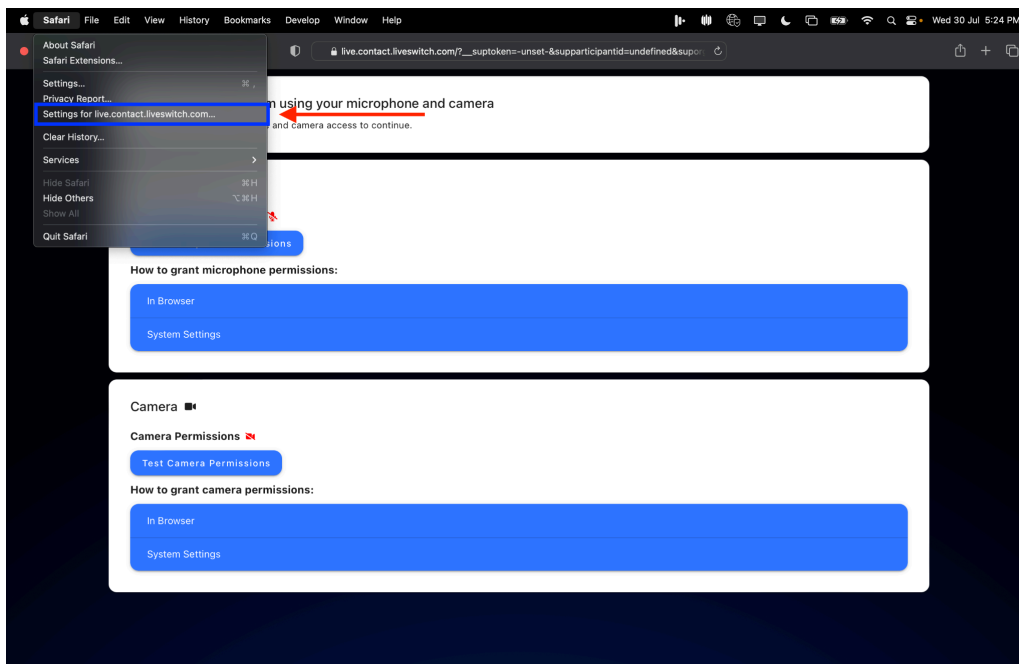 Safari File Edit View History Bookmarks Develop Window Help
Wed 30 Jul 5:24 PM
About Safari
Safari Extensions...
live.contact.liveswitch.com/?__suptoken=-unset-&supparticipantid=undefined&supor
Settings... ⌘ ,
Privacy Report...
using your microphone and camera
Settings for live.contact.liveswitch.com...
and camera access to continue.
Clear History...
Services
Hide Safari ⌘H
Hide Others ⌥⌘H
Show All
Quit Safari ⌘Q
How to grant microphone permissions:
In Browser
System Settings
Camera
Camera Permissions
Test Camera Permissions
How to grant camera permissions:
In Browser
System Settings